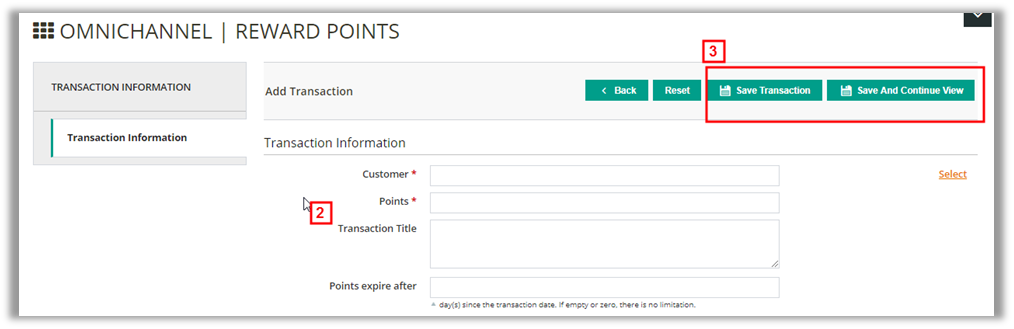 OMNICHANNEL | REWARD POINTS
3
TRANSACTION INFORMATION
Add Transaction
Back
Reset
Save Transaction
Save And Continue View
Transaction Information
Transaction Information
Customer *
Select
Points *
2
Transaction Title
Points expire after
day(s) since the transaction date. If empty or zero, there is no limitation.